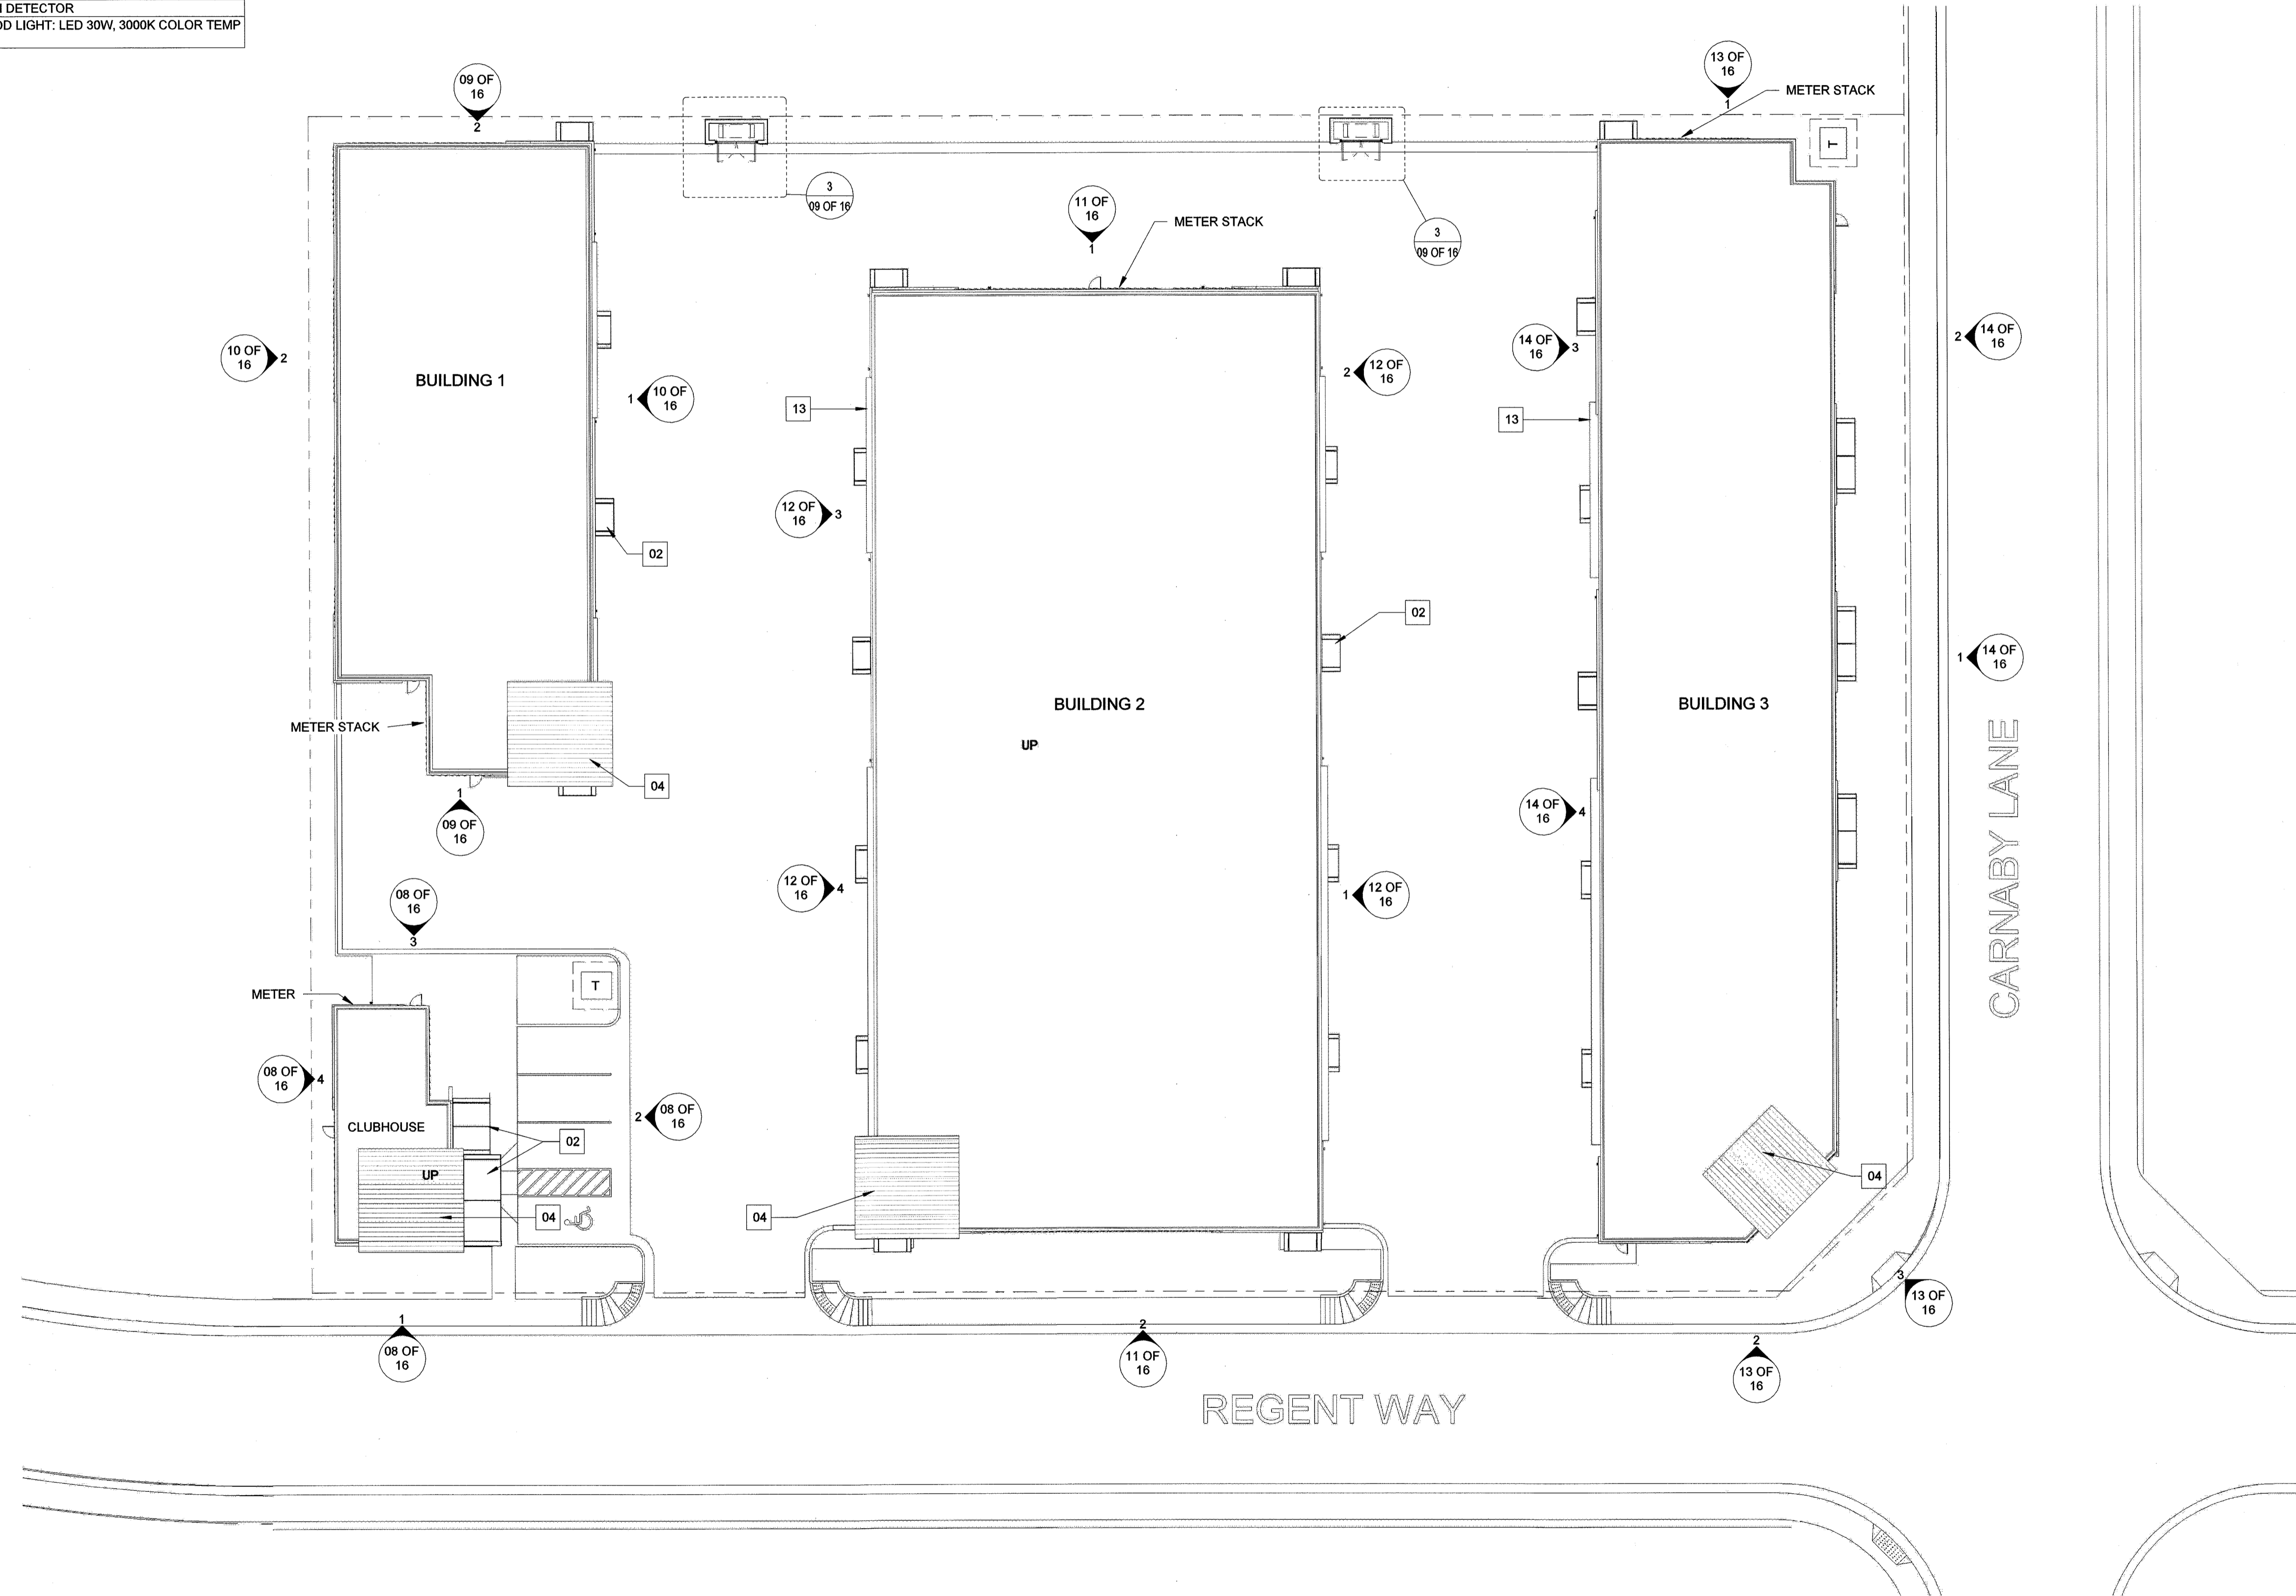 DETECTOR
LIGHT: LED 30W, 3000K COLOR TEMP
09 OF
16
2
13 OF
16
1
METER STACK
T
3
09 OF 16
11 OF
16
1
METER STACK
3
09 OF 16
10 OF
16
2
BUILDING 1
1
10 OF
16
13
2
12 OF
16
14 OF
16
3
13
2
14 OF
16
12 OF
16
3
02
02
BUILDING 2
UP
BUILDING 3
1
14 OF
16
METER STACK
04
1
09 OF
16
14 OF
16
4
CARNABY LANE
12 OF
16
4
1
12 OF
16
08 OF
16
3
METER
T
08 OF
16
4
CLUBHOUSE
02
2
08 OF
16
UP
04
04
04
1
08 OF
16
2
11 OF
16
2
13 OF
16
3
13 OF
16
REGENT WAY